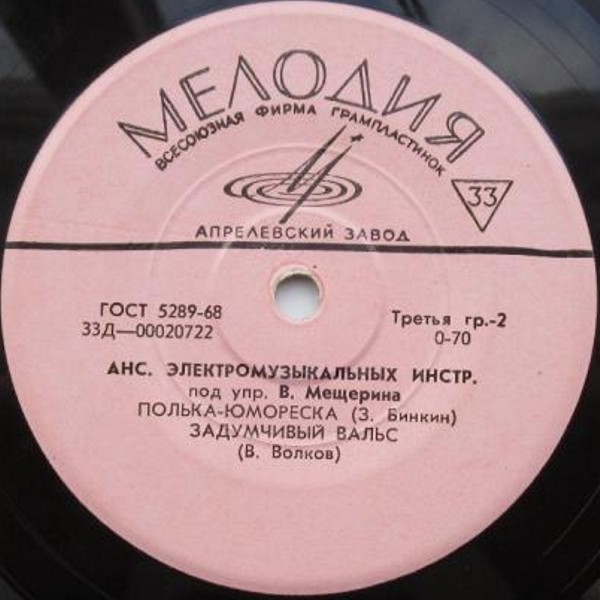 МЕЛОДИЯ
ВСЕСОЮЗНАЯ ФИРМА ГРАМПЛАСТИНОК
33
АПРЕЛЕВСКИЙ ЗАВОД
ГОСТ 5289-68
Третья гр.-2
33Д—00020722
0-70
АНС. ЭЛЕКТРОМУЗЫКАЛЬНЫХ ИНСТР.
под упр. В. Мещерина
ПОЛЬКА-ЮМОРЕСКА (З. Бинкин)
ЗАДУМЧИВЫЙ ВАЛЬС
(В. Волков)